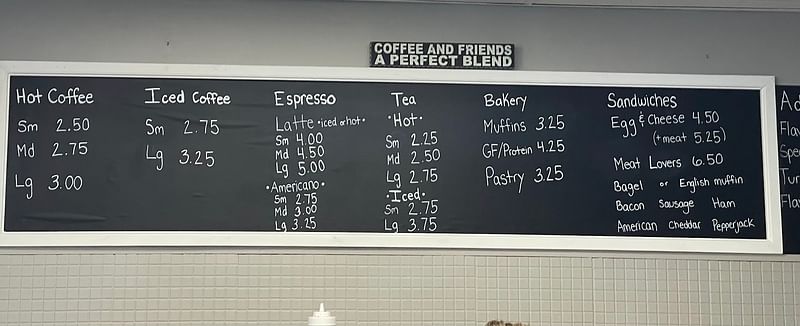 COFFEE AND FRIENDS
A PERFECT BLEND
Hot Coffee
Sm 2.50
Md 2.75
Lg 3.00
Iced Coffee
Sm 2.75
Lg 3.25
Espresso
Latte •iced or hot•
Sm 4.00
Md 4.50
Lg 5.00
•Americano•
Sm 2.75
Md 3.00
Lg 3.25
Tea
•Hot•
Sm 2.25
Md 2.50
Lg 2.75
•Iced•
Sm 2.75
Lg 3.75
Bakery
Muffins 3.25
GF/Protein 4.25
Pastry 3.25
Sandwiches
Egg & Cheese 4.50
(+meat 5.25)
Meat Lovers 6.50
Bagel or English muffin
Bacon Sausage Ham
American Cheddar Pepperjack